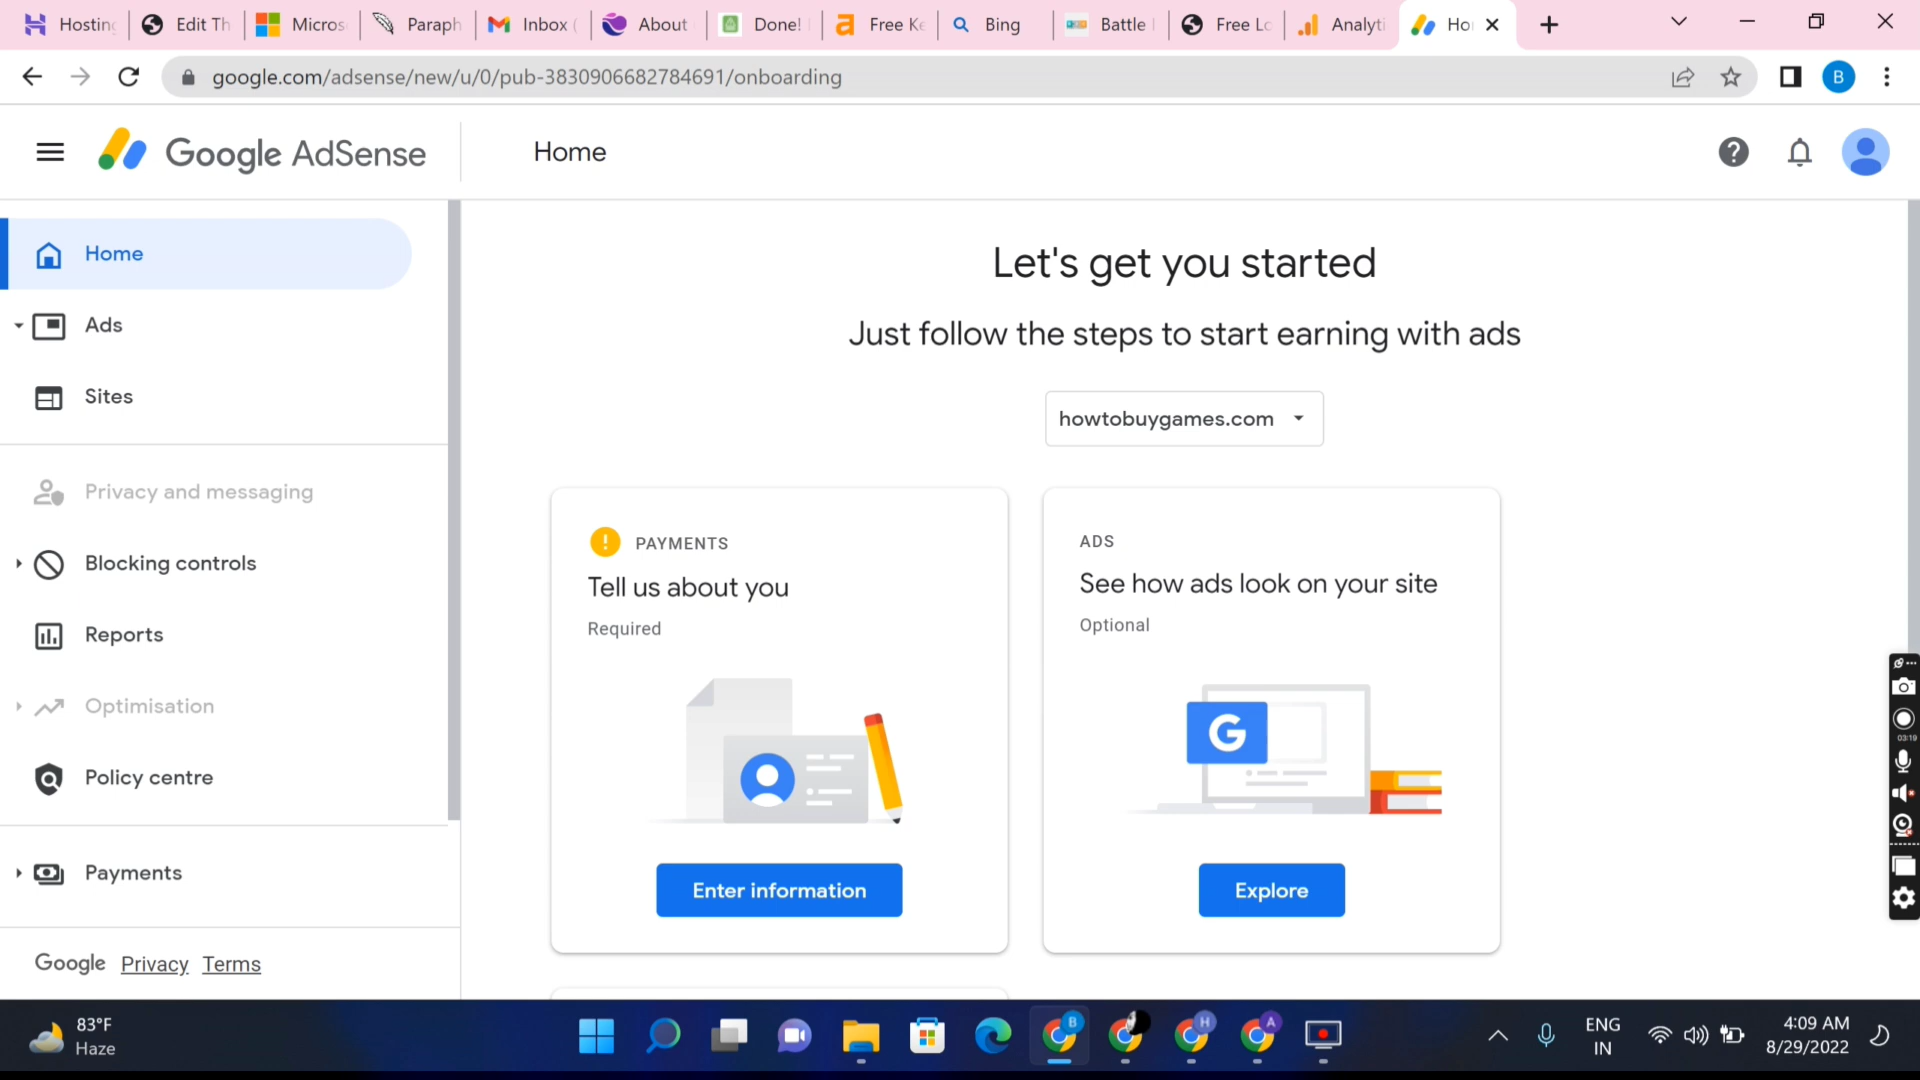 Hosting
Edit Th
Micros
Paraph
Inbox (
About
Done!
Free Ke
Bing
Battle
Free Lo
Analyti
Ho
google.com/adsense/new/u/0/pub-3830906682784691/onboarding
B
Google AdSense
Home
Home
Ads
Sites
Privacy and messaging
Blocking controls
Reports
Optimisation
Policy centre
Payments
Google Privacy Terms
Let's get you started
Just follow the steps to start earning with ads
howtobuygames.com
PAYMENTS
Tell us about you
Required
Enter information
ADS
See how ads look on your site
Optional
G
Explore
03:19
83°F
Haze
B
H
A
ENG
IN
4:09 AM
8/29/2022